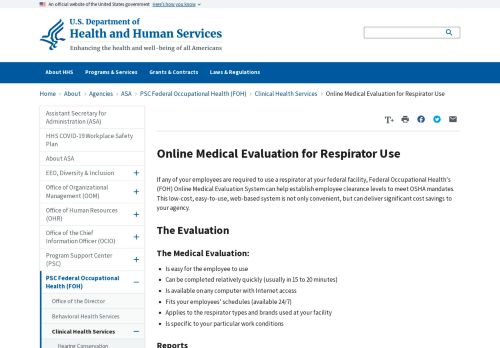 An official website of the United States government Here's how you know
U.S. Department of
Health and Human Services
Enhancing the health and well-being of all Americans
About HHS Programs & Services Grants & Contracts Laws & Regulations
Home › About › Agencies › ASA › PSC Federal Occupational Health (FOH) › Clinical Health Services › Online Medical Evaluation for Respirator Use
Assistant Secretary for
Administration (ASA)
HHS COVID-19 Workplace Safety
Plan
About ASA
EEO, Diversity & Inclusion
Office of Organizational
Management (OOM)
Office of Human Resources
(OHR)
Office of the Chief
Information Officer (OCIO)
Program Support Center
(PSC)
PSC Federal Occupational
Health (FOH)
Office of the Director
Behavioral Health Services
Clinical Health Services
Hearing Conservation
T+
Online Medical Evaluation for Respirator Use
If any of your employees are required to use a respirator at your federal facility, Federal Occupational Health's
(FOH) Online Medical Evaluation System can help establish employee clearance levels to meet OSHA mandates.
This low-cost, easy-to-use, web-based system is not only convenient, but can deliver significant cost savings to
your agency.
The Evaluation
The Medical Evaluation:
• Is easy for the employee to use
• Can be completed relatively quickly (usually in 15 to 20 minutes)
• Is available on any computer with Internet access
• Fits your employees' schedules (available 24/7)
• Applies to the respirator types and brands used at your facility
• Is specific to your particular work conditions
Reports